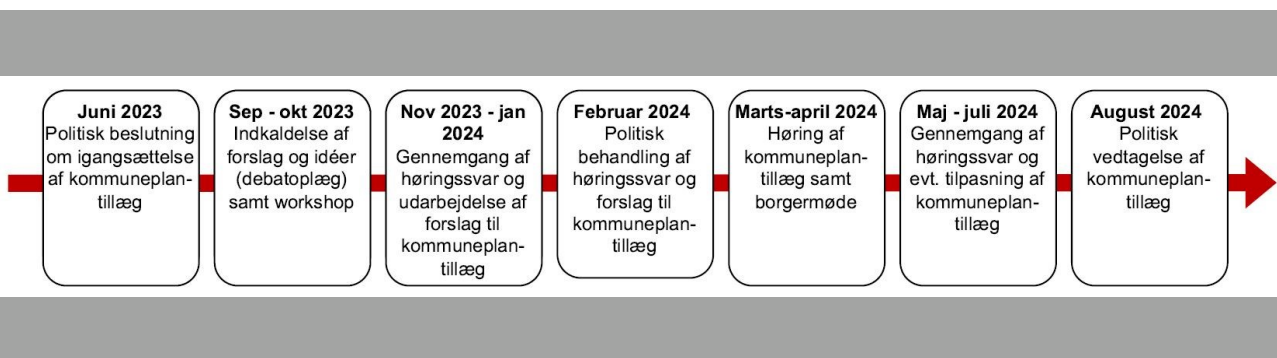 Juni 2023
Politisk beslutning
om igangsættelse
af kommuneplan-
tillæg
Sep - okt 2023
Indkaldelse af
forslag og idéer
(debatoplæg)
samt workshop
Nov 2023 - jan
2024
Gennemgang af
høringssvar og
udarbejdelse af
forslag til
kommuneplan-
tillæg
Februar 2024
Politisk
behandling af
høringssvar og
forslag til
kommuneplan-
tillæg
Marts-april 2024
Høring af
kommuneplan-
tillæg samt
borgermøde
Maj - juli 2024
Gennemgang af
høringssvar og
evt. tilpasning af
kommuneplan-
tillæg
August 2024
Politisk
vedtagelse af
kommuneplan-
tillæg